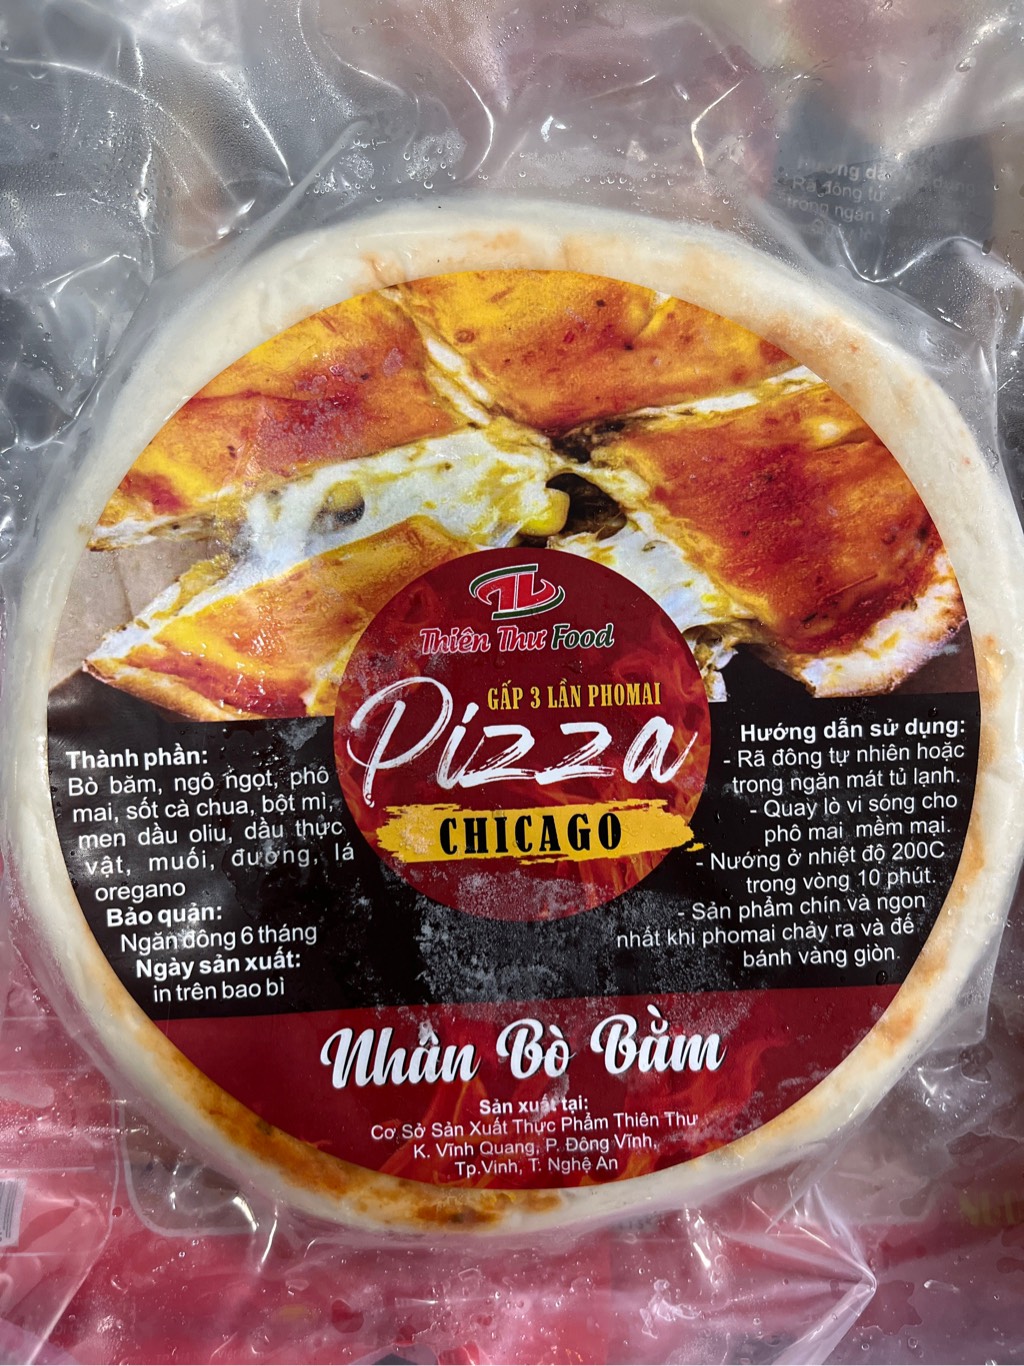 Thiên Thư Food
GẤP 3 LẦN PHOMAI
Pizza
CHICAGO
Thành phần:
Bò băm, ngô ngọt, phô
mai, sốt cà chua, bột mì,
men dầu oliu, dầu thực
vật, muối, đương, lá
oregano
Bảo quản:
Ngăn đông 6 tháng
Ngày sản xuất:
in trên bao bì
Hướng dẫn sử dụng:
- Rã đông tự nhiên hoặc
trong ngăn mát tủ lạnh.
- Quay lò vi sóng cho
phô mai mềm mại.
- Nướng ở nhiệt độ 200C
trong vòng 10 phút.
- Sản phẩm chín và ngon
nhất khi phomai chảy ra và đế
bánh vàng giòn.
Nhân Bò Bằm
Sản xuất tại:
Cơ Sở Sản Xuất Thực Phẩm Thiên Thư
K. Vĩnh Quang, P. Đông Vĩnh,
Tp.Vinh, T. Nghệ An